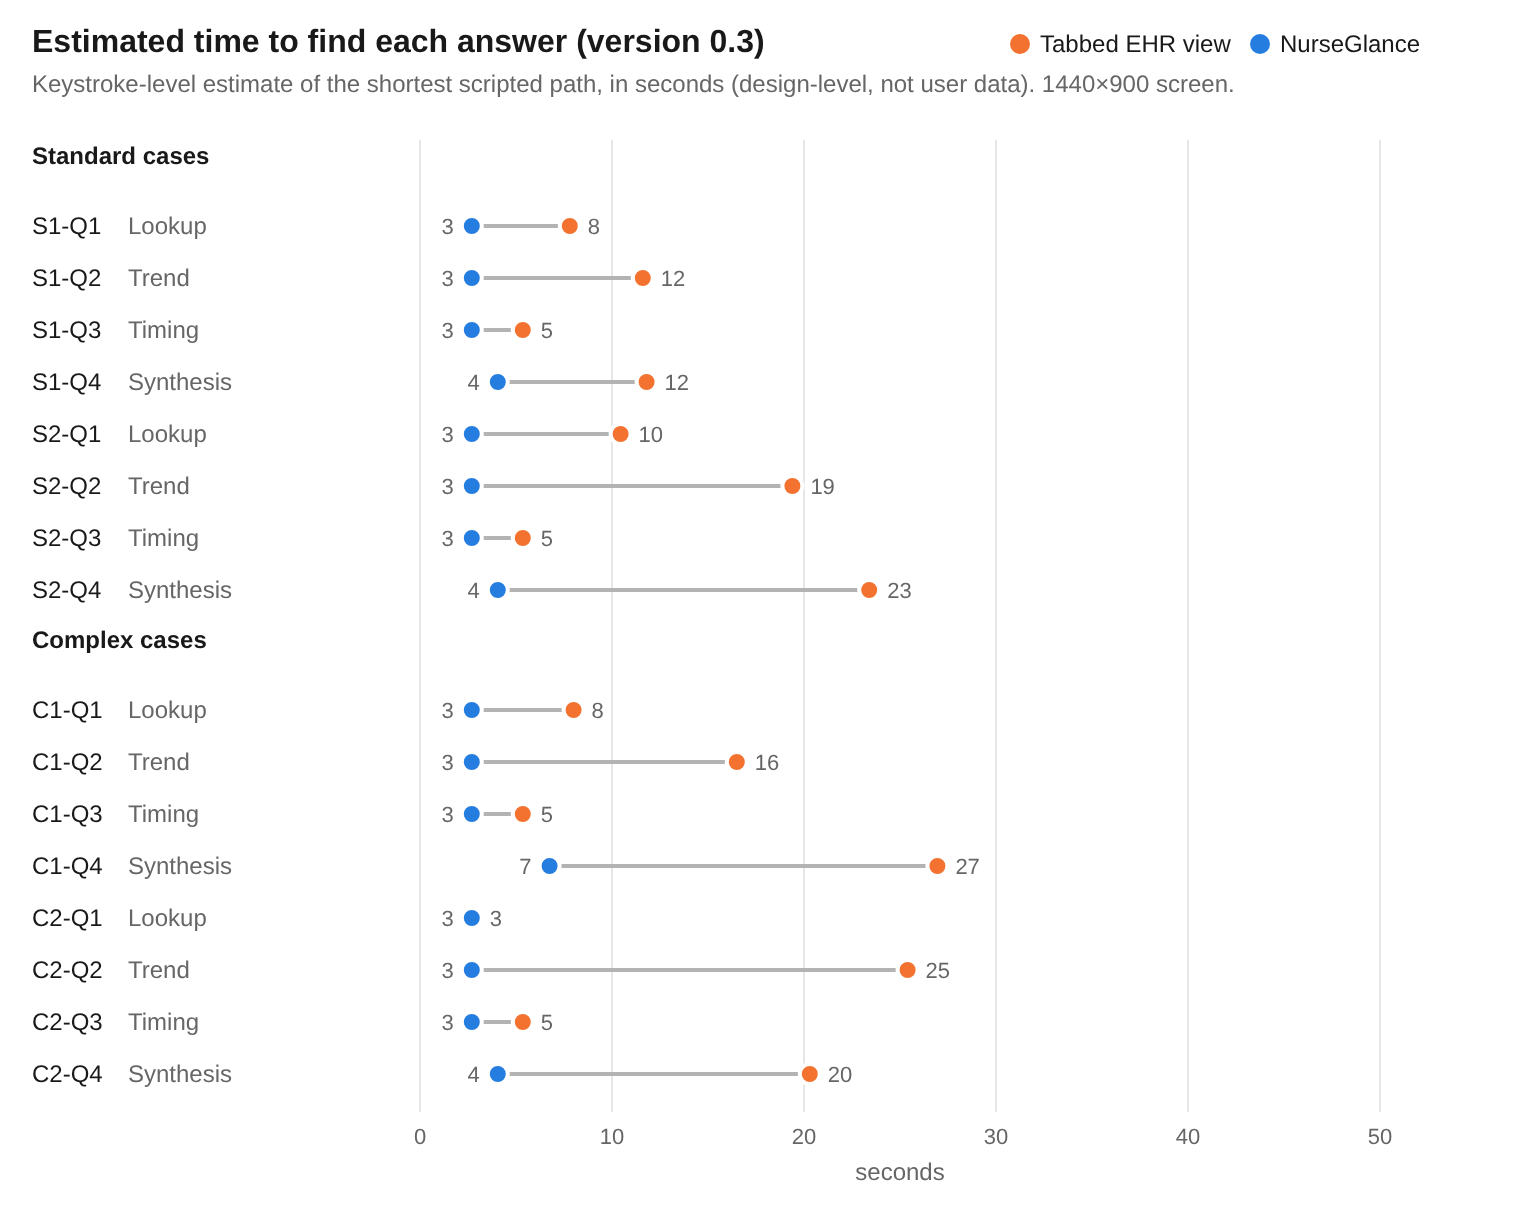 Estimated time to find each answer (version 0.3)
Tabbed EHR view NurseGlance
Keystroke-level estimate of the shortest scripted path, in seconds (design-level, not user data). 1440×900 screen.
Standard cases
S1-Q1 Lookup 3 8
S1-Q2 Trend 3 12
S1-Q3 Timing 3 5
S1-Q4 Synthesis 4 12
S2-Q1 Lookup 3 10
S2-Q2 Trend 3 19
S2-Q3 Timing 3 5
S2-Q4 Synthesis 4 23
Complex cases
C1-Q1 Lookup 3 8
C1-Q2 Trend 3 16
C1-Q3 Timing 3 5
C1-Q4 Synthesis 7 27
C2-Q1 Lookup 3 3
C2-Q2 Trend 3 25
C2-Q3 Timing 3 5
C2-Q4 Synthesis 4 20
0 10 20 30 40 50
seconds